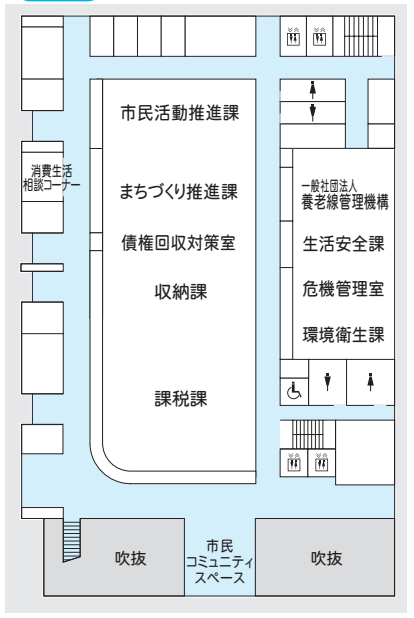 市民活動推進課
消費生活
相談コーナー
まちづくり推進課
一般社団法人
養老線管理機構
債権回収対策室
生活安全課
収納課
危機管理室
環境衛生課
課税課
吹抜
市民
コミュニティ
スペース
吹抜